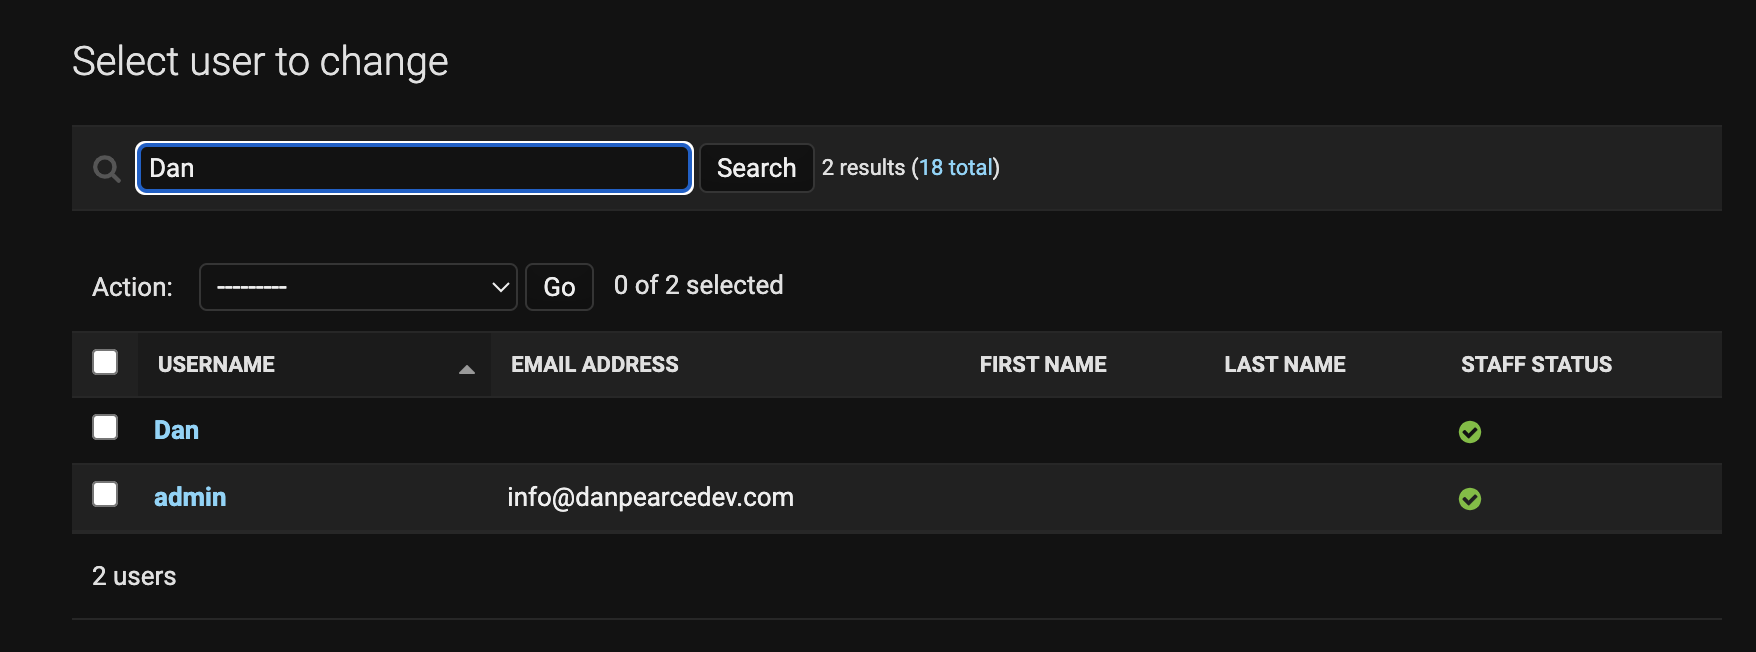 Select user to change
Dan Search 2 results (18 total)
Action: --------- Go 0 of 2 selected
USERNAME EMAIL ADDRESS FIRST NAME LAST NAME STAFF STATUS
Dan
admin info@danpearcedev.com
2 users